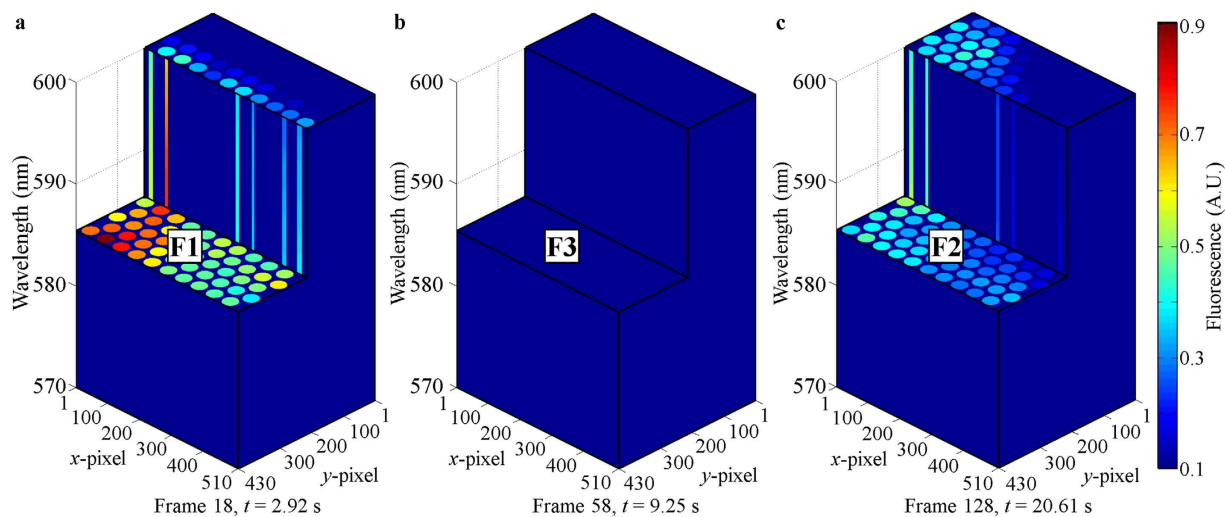 a
b
c
600
590
580
570
Wavelength (nm)
1
100
200
300
400
510
x-pixel
430
300
200
100
1
y-pixel
F1
Frame 18, t = 2.92 s
600
590
580
570
Wavelength (nm)
1
100
200
300
400
510
x-pixel
430
300
200
100
1
y-pixel
F3
Frame 58, t = 9.25 s
600
590
580
570
Wavelength (nm)
1
100
200
300
400
510
x-pixel
430
300
200
100
1
y-pixel
F2
Frame 128, t = 20.61 s
0.9
0.7
0.5
0.3
0.1
Fluorescence (A.U.)